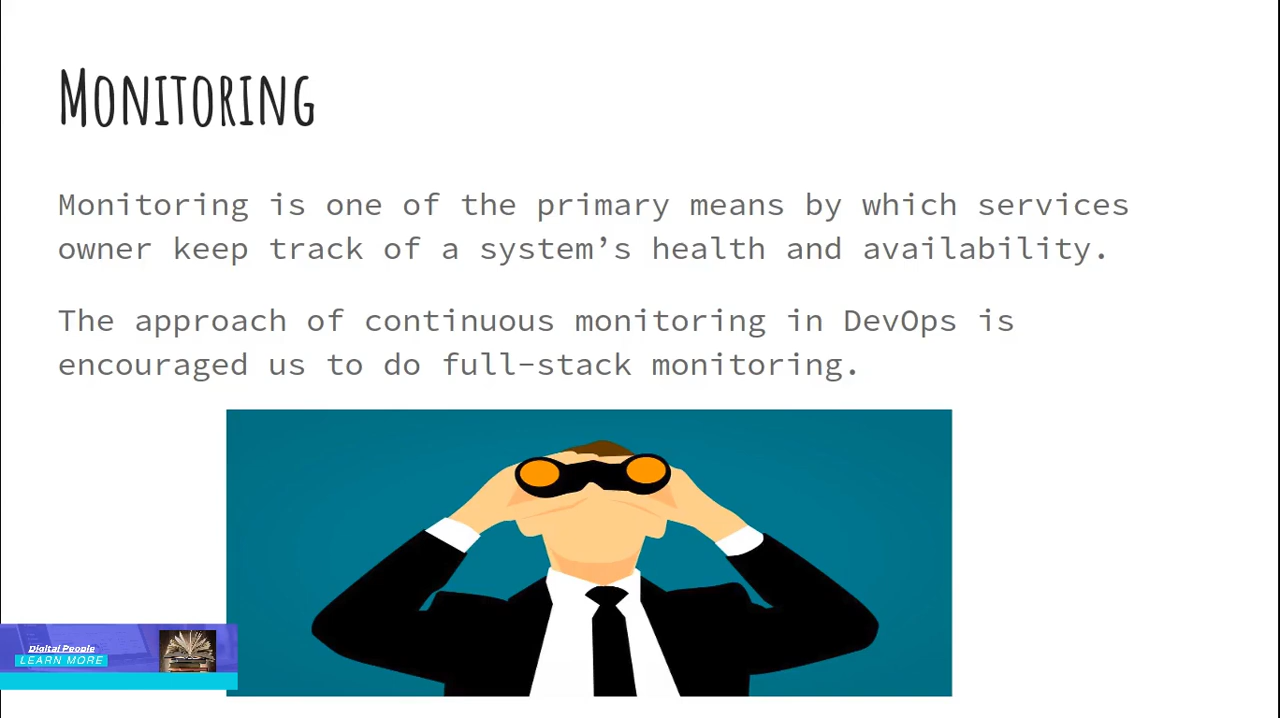 MONITORING
Monitoring is one of the primary means by which services
owner keep track of a system’s health and availability.
The approach of continuous monitoring in DevOps is
encouraged us to do full-stack monitoring.
Digital People
LEARN MORE